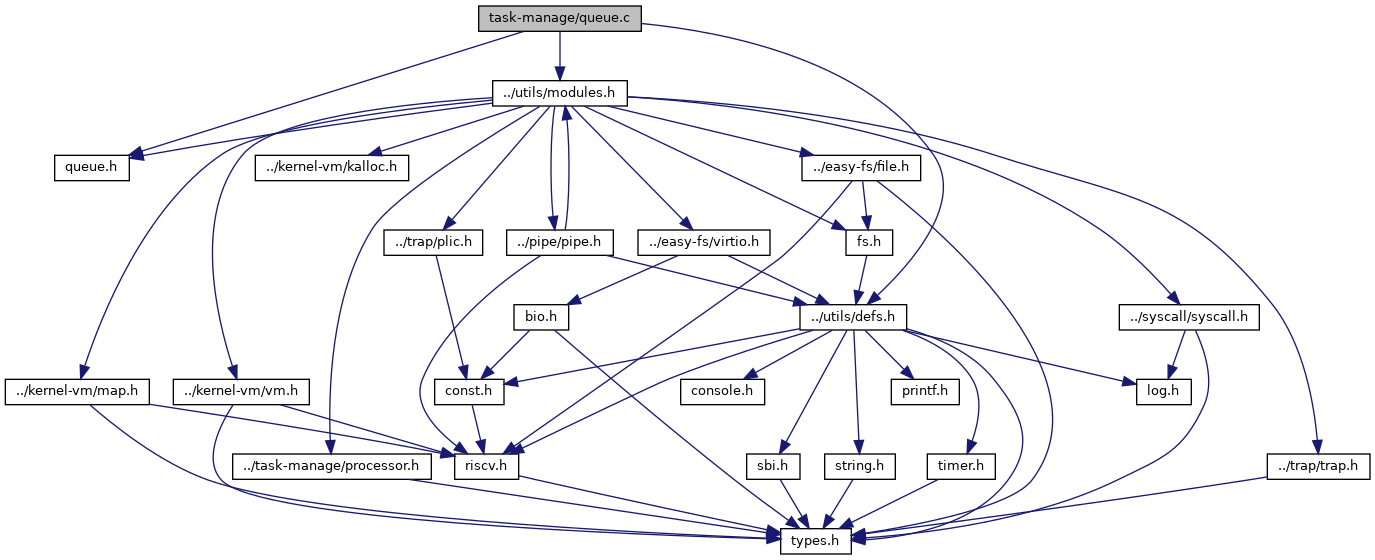 task-manage/queue.c
../utils/modules.h
queue.h
../kernel-vm/kalloc.h
../easy-fs/file.h
../trap/plic.h
../pipe/pipe.h
../easy-fs/virtio.h
fs.h
bio.h
../utils/defs.h
../syscall/syscall.h
../kernel-vm/map.h
../kernel-vm/vm.h
const.h
console.h
printf.h
log.h
../task-manage/processor.h
riscv.h
sbi.h
string.h
timer.h
../trap/trap.h
types.h